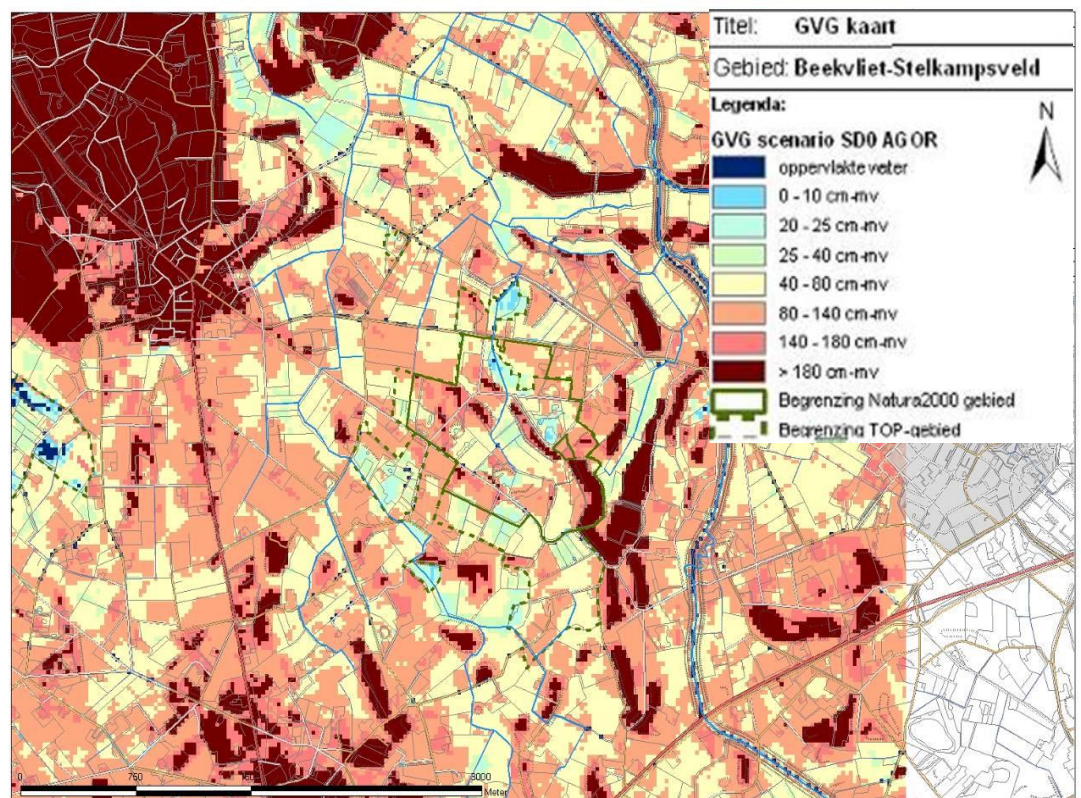 Titel: GVG kaart
Gebied: Beekvliet-Stelkampsveld
Legenda:
N
GVG scenario SD0 AGOR
oppervlakte water
0 - 10 cm-mv
20 - 25 cm-mv
25 - 40 cm-mv
40 - 80 cm-mv
80 - 140 cm-mv
140 - 180 cm-mv
> 180 cm-mv
Begrenzing Natura2000 gebied
Begrenzing TOP-gebied
0 750 3000
Meter